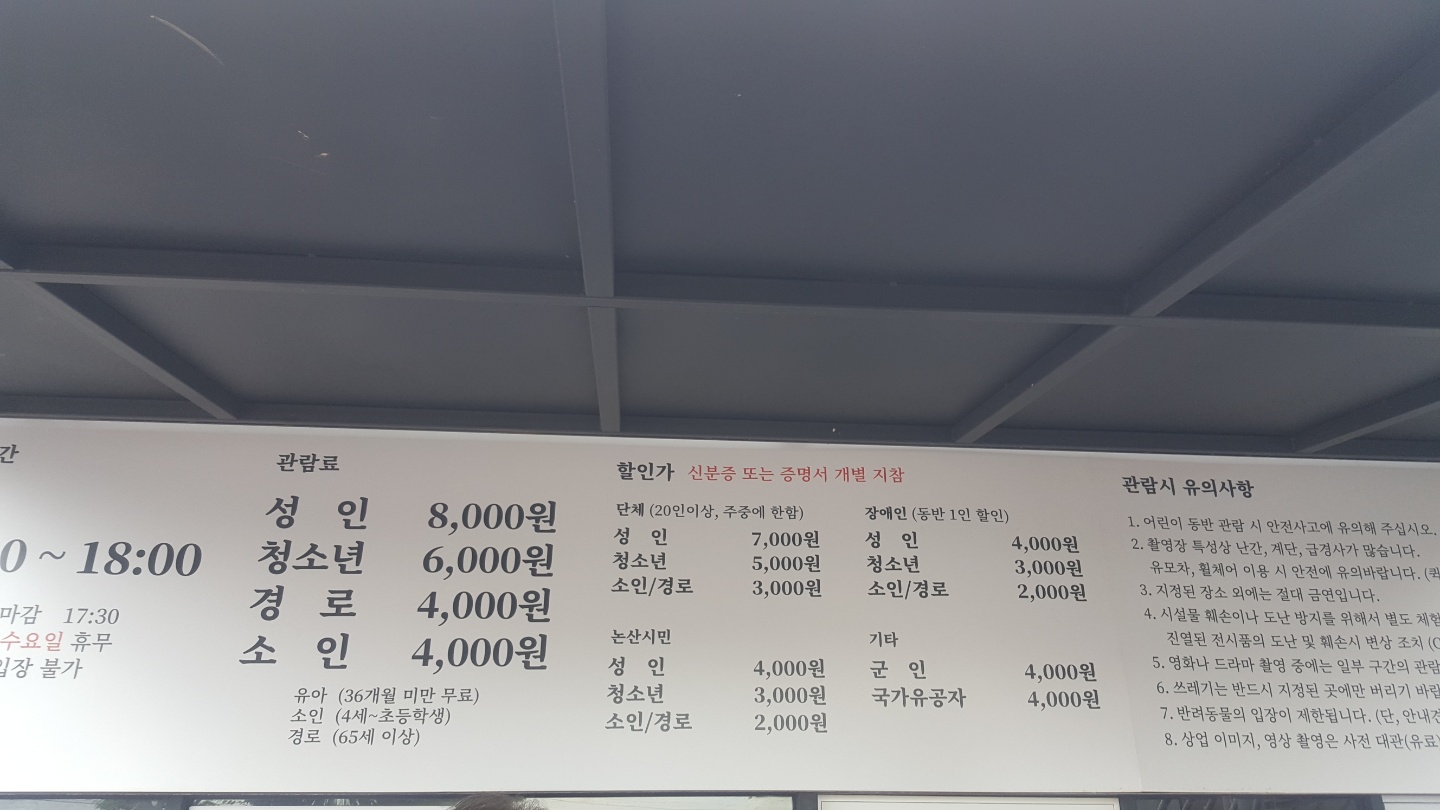 간
0 ~ 18:00
마감 17:30
수요일 휴무
입장 불가
관람료
성 인 8,000원
청소년 6,000원
경 로 4,000원
소 인 4,000원
유아 (36개월 미만 무료)
소인 (4세~초등학생)
경로 (65세 이상)
할인가 신분증 또는 증명서 개별 지참
단체 (20인이상, 주중에 한함)
성 인 7,000원
청소년 5,000원
소인/경로 3,000원
장애인 (동반 1인 할인)
성 인 4,000원
청소년 3,000원
소인/경로 2,000원
논산시민
성 인 4,000원
청소년 3,000원
소인/경로 2,000원
기타
군 인 4,000원
국가유공자 4,000원
관람시 유의사항
1. 어린이 동반 관람 시 안전사고에 유의해 주십시오.
2. 촬영장 특성상 난간, 계단, 급경사가 많습니다.
유모차, 휠체어 이용 시 안전에 유의바랍니다. (퀵
3. 지정된 장소 외에는 절대 금연입니다.
4. 시설물 훼손이나 도난 방지를 위해서 별도 체험
진열된 전시품의 도난 및 훼손시 변상 조치 (C
5. 영화나 드라마 촬영 중에는 일부 구간의 관람
6. 쓰레기는 반드시 지정된 곳에만 버리기 바랍
7. 반려동물의 입장이 제한됩니다. (단, 안내견
8. 상업 이미지, 영상 촬영은 사전 대관(유료)